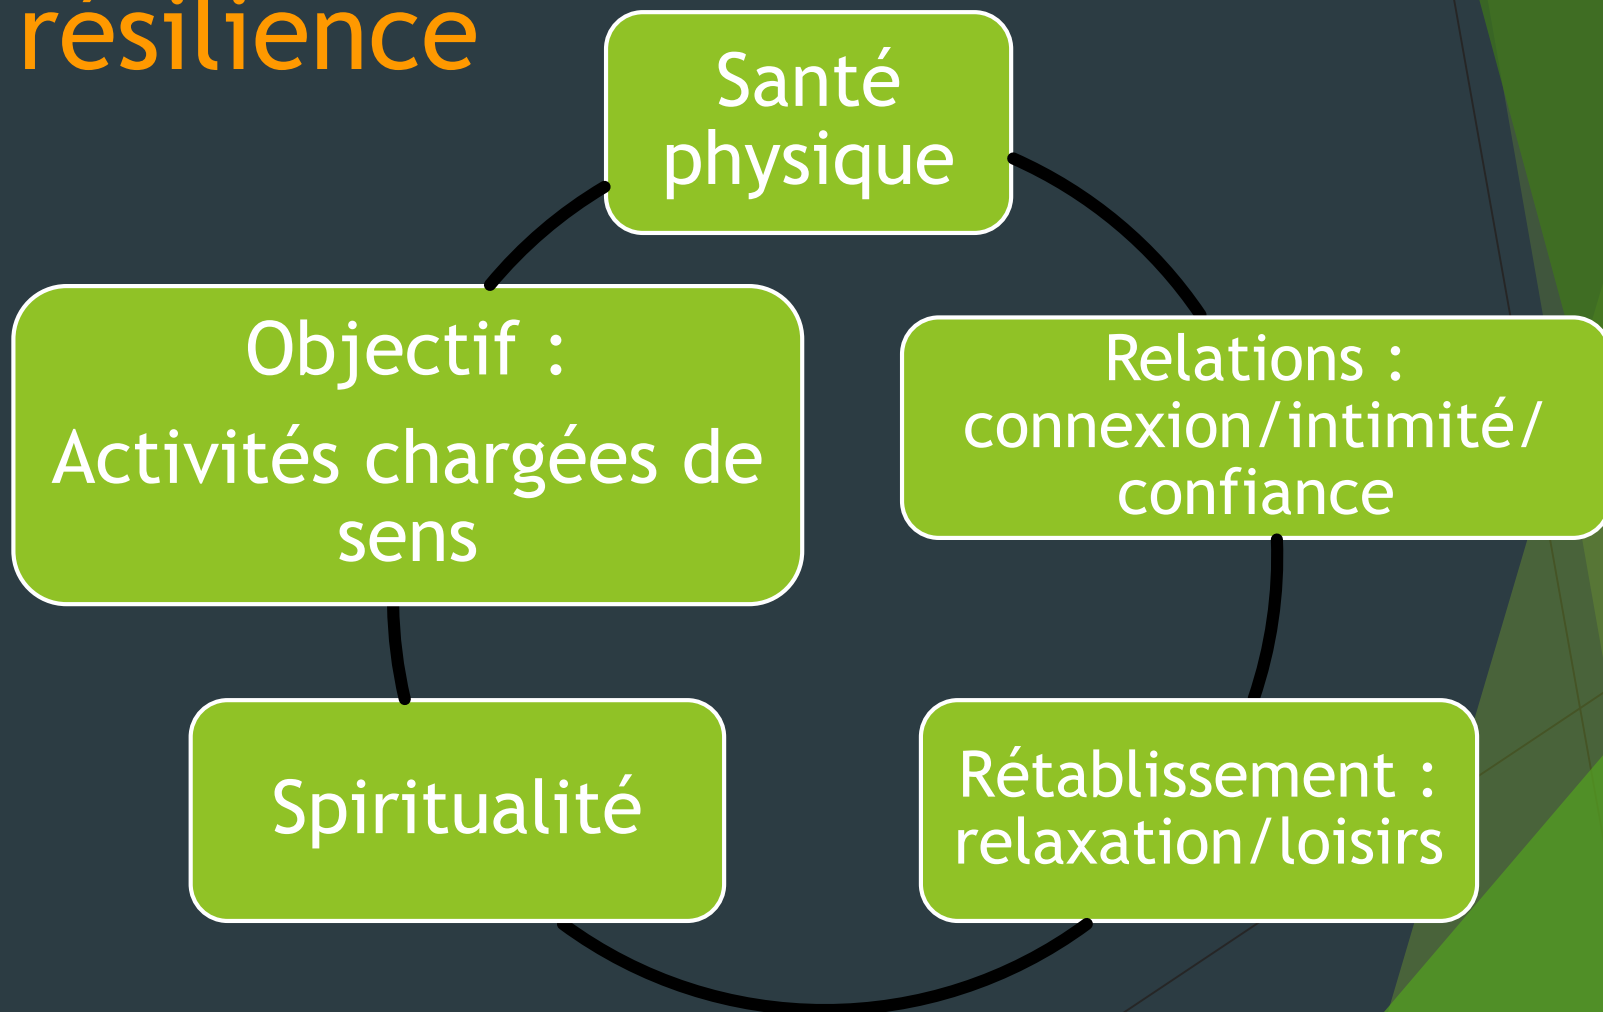 résilience
Santé
physique
Objectif :
Activités chargées de
sens
Relations :
connexion/intimité/
confiance
Spiritualité
Rétablissement :
relaxation/loisirs